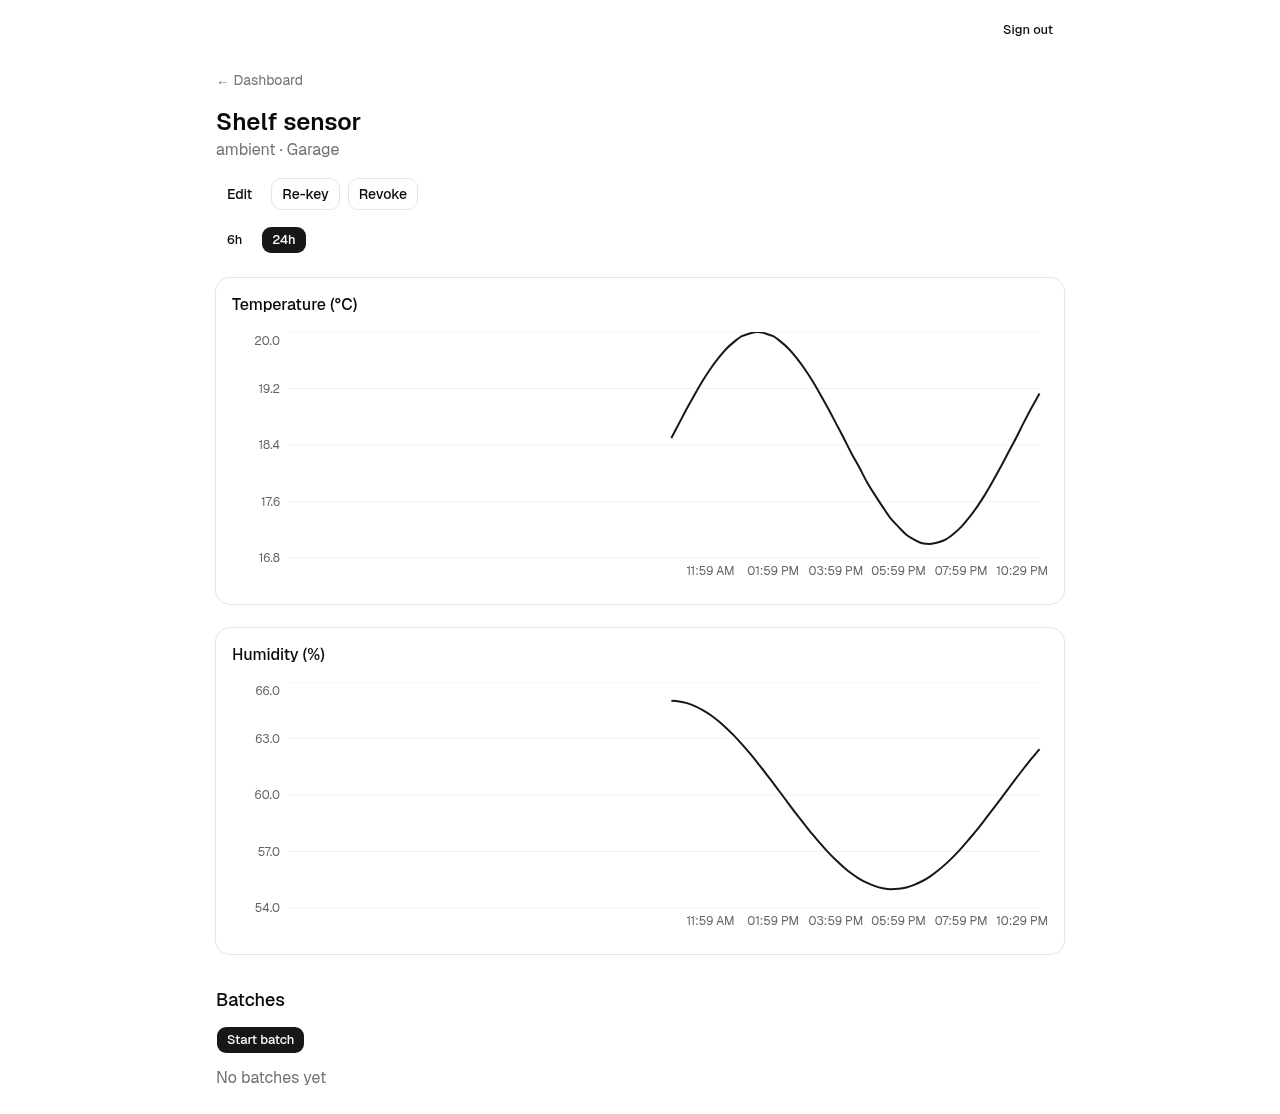 Sign out
← Dashboard
Shelf sensor
ambient · Garage
Edit Re-key Revoke
6h 24h
Temperature (°C)
20.0
19.2
18.4
17.6
16.8
11:59 AM 01:59 PM 03:59 PM 05:59 PM 07:59 PM 10:29 PM
Humidity (%)
66.0
63.0
60.0
57.0
54.0
11:59 AM 01:59 PM 03:59 PM 05:59 PM 07:59 PM 10:29 PM
Batches
Start batch
No batches yet